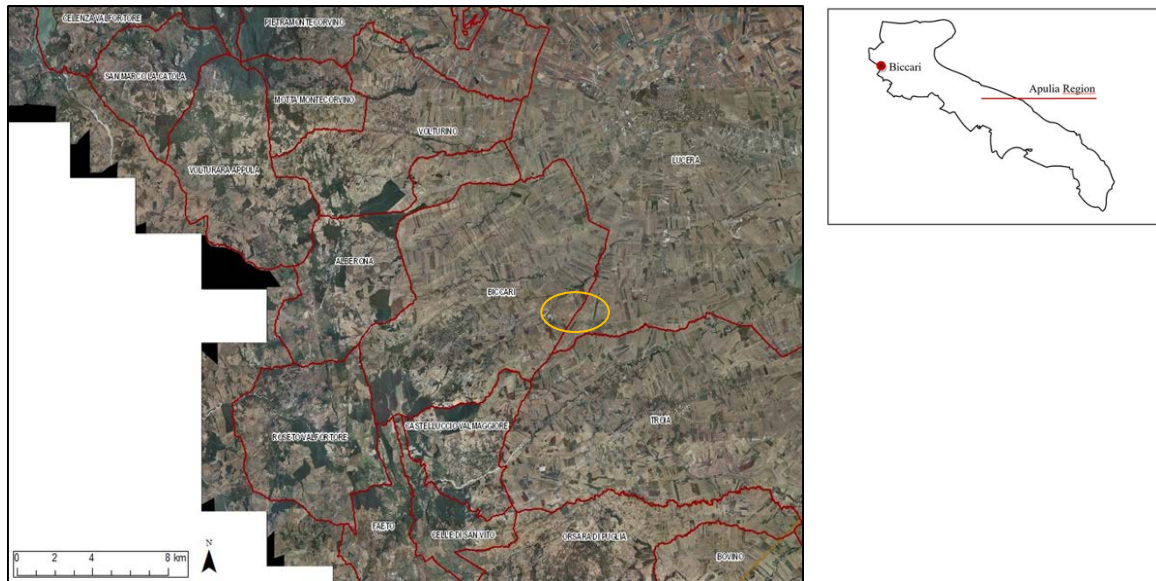 CELENZA VALFORTORE
PIETRAMONTECORVINO
SAN MARCO LA CATOLA
MOTTA MONTECORVINO
VOLTURINO
LUCERA
VOLTURARA APPULA
ALBERONA
BICCARI
CASTELLUCCIO VALMAGGIORE
TROIA
ROSETO VALFORTORE
FAETO
CELLE DI SAN VITO
ORSARA DI PUGLIA
BOVINO
0 2 4 8 km
N
Biccari
Apulia Region